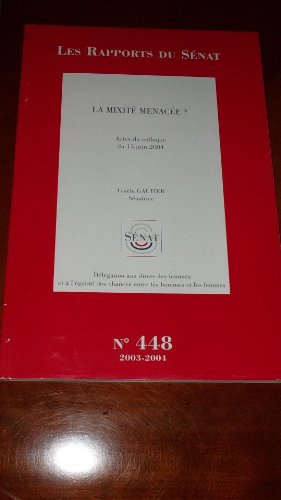 LES RAPPORTS DU SÉNAT
LA MIXITÉ MENACÉE ?
Actes du colloque
du 15 juin 2004
Gisèle GAUTIER
Sénatrice
SÉNAT
Délégation aux droits des femmes
et à l'égalité des chances entre les hommes et les femmes
N° 448
2003-2004